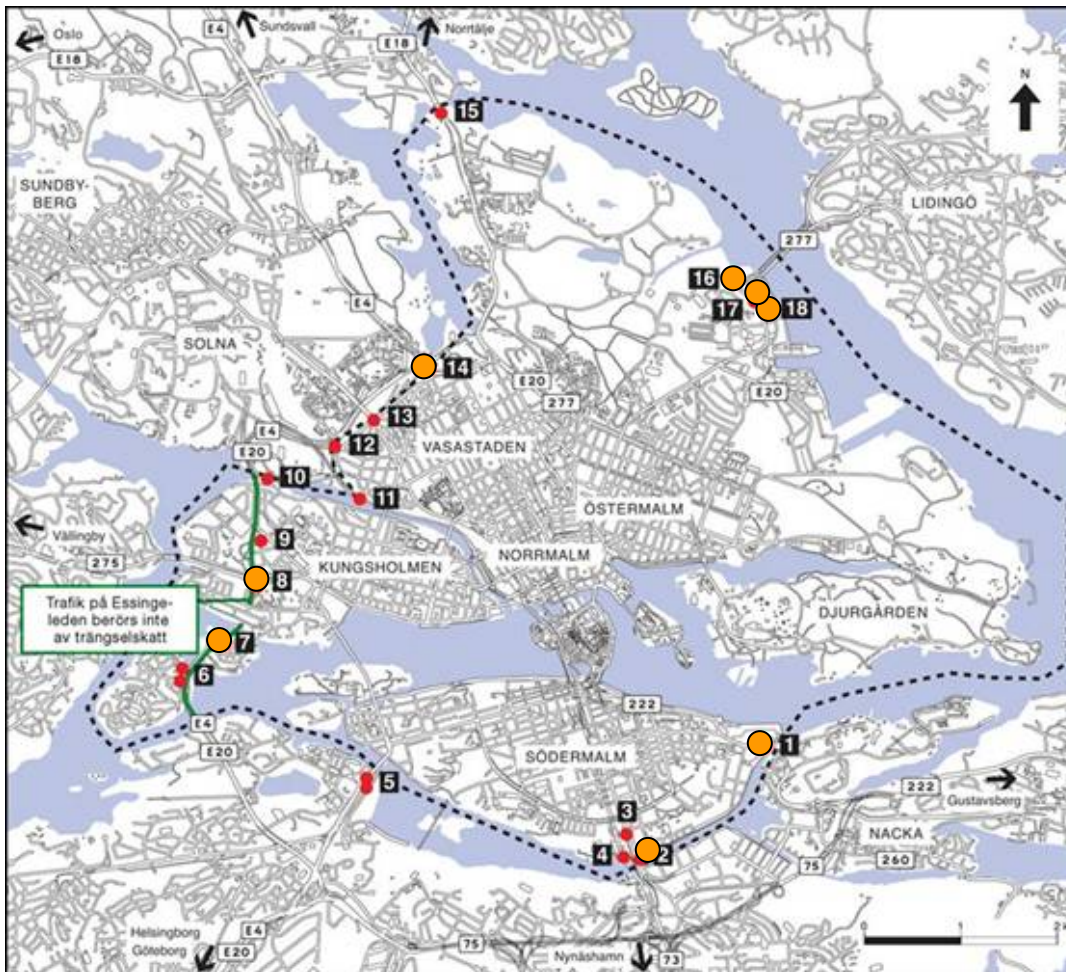 E4
Sundsvall
E18
Norrtälje
Oslo
E18
N
15
SUNDBY-
BERG
LIDINGÖ
277
16
E4
17
18
SOLNA
14
E20
E20
277
13
E4
12
VASASTADEN
E20
10
11
ÖSTERMALM
Vällingby
9
NORRMALM
275
KUNGSHOLMEN
8
Trafik på Essinge-
leden berörs inte
av trängselskatt
DJURGÅRDEN
7
6
222
E4
E20
SÖDERMALM
1
5
222
Gustavsberg
3
NACKA
4
2
260
75
Helsingborg
Göteborg
E4
E20
75
Nynäshamn
73
0
1
2 k